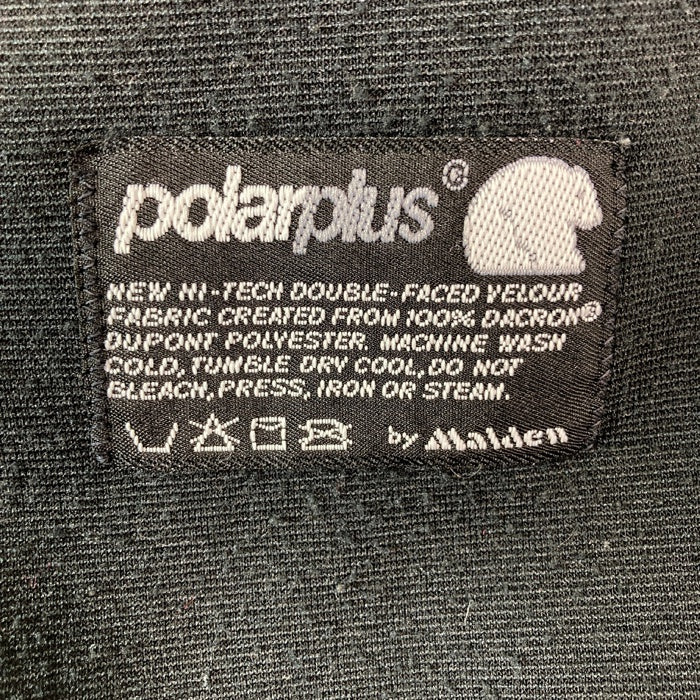 polarplus©
NEW HI-TECH DOUBLE-FACED VELOUR
FABRIC CREATED FROM 100% DACRON®
DUPONT POLYESTER. MACHINE WASH
COLD, TUMBLE DRY COOL, DO NOT
BLEACH, PRESS, IRON OR STEAM.
by Malden